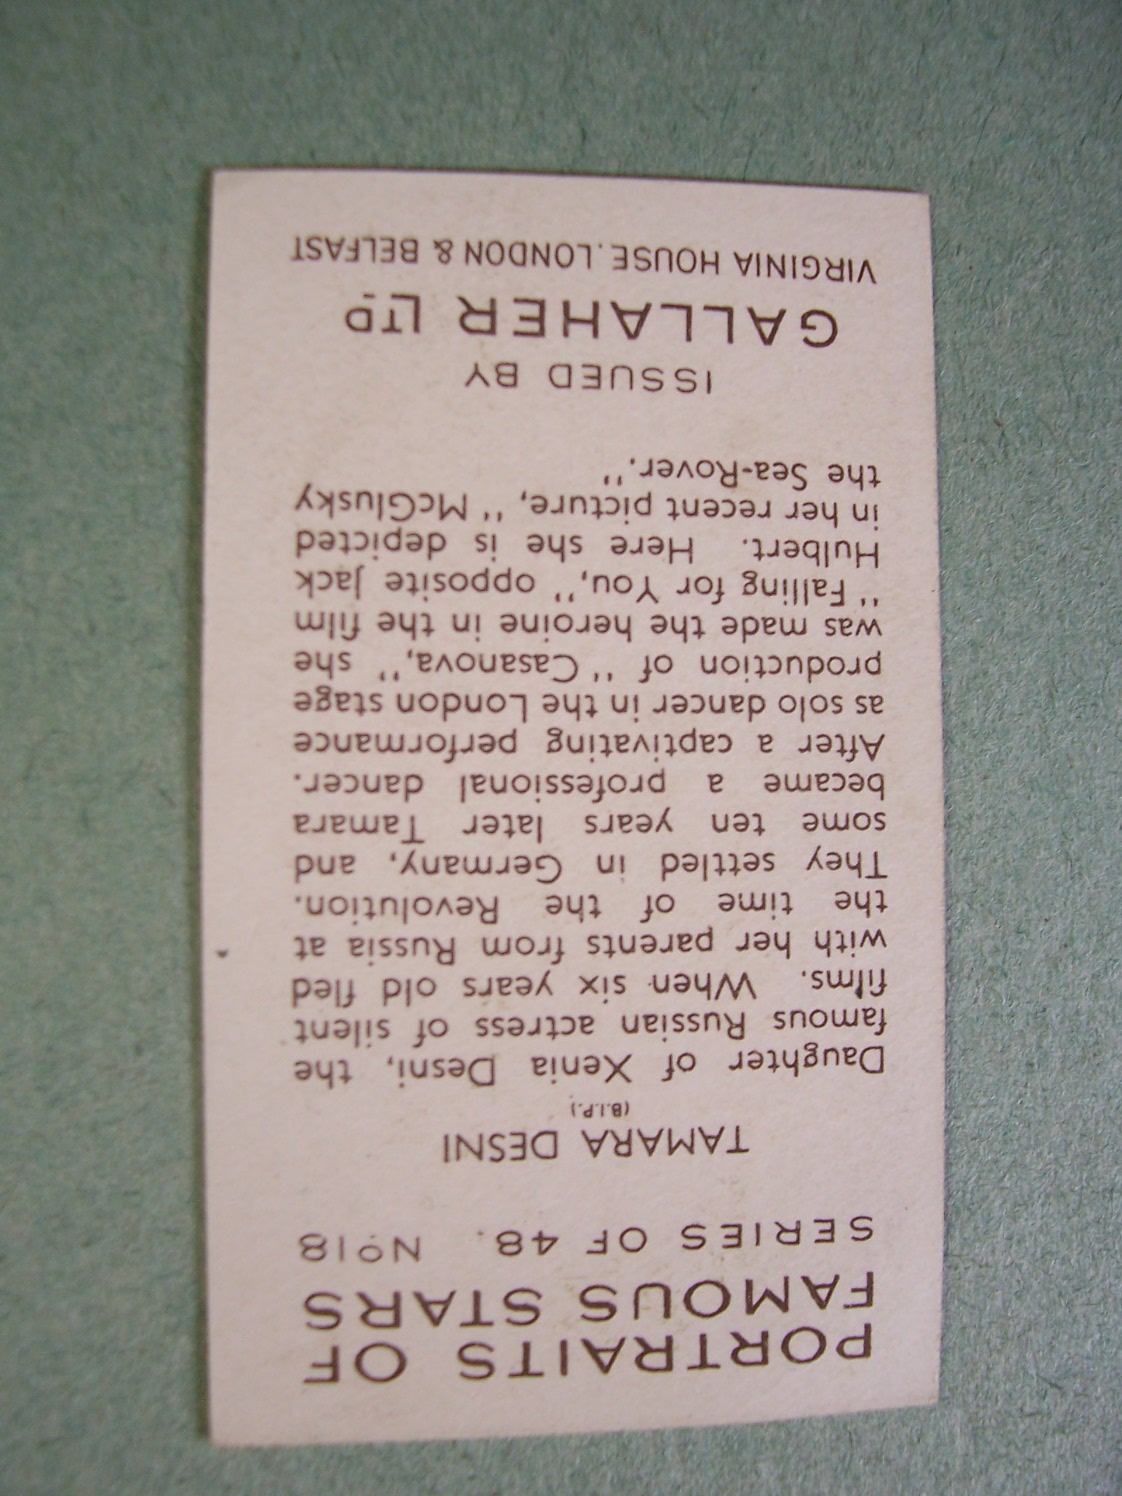 PORTRAITS OF
FAMOUS STARS
SERIES OF 48. Nº18
TAMARA DESNI
(B.I.P.)
Daughter of Xenia Desni, the
famous Russian actress of silent
films. When six years old fled
with her parents from Russia at
the time of the Revolution.
They settled in Germany, and
some ten years later Tamara
became a professional dancer.
After a captivating performance
as solo dancer in the London stage
production of "Casanova," she
was made the heroine in the film
"Falling for You," opposite Jack
Hulbert. Here she is depicted
in her recent picture, "McGlusky
the Sea-Rover."
ISSUED BY
GALLAHER LTD
VIRGINIA HOUSE. LONDON & BELFAST